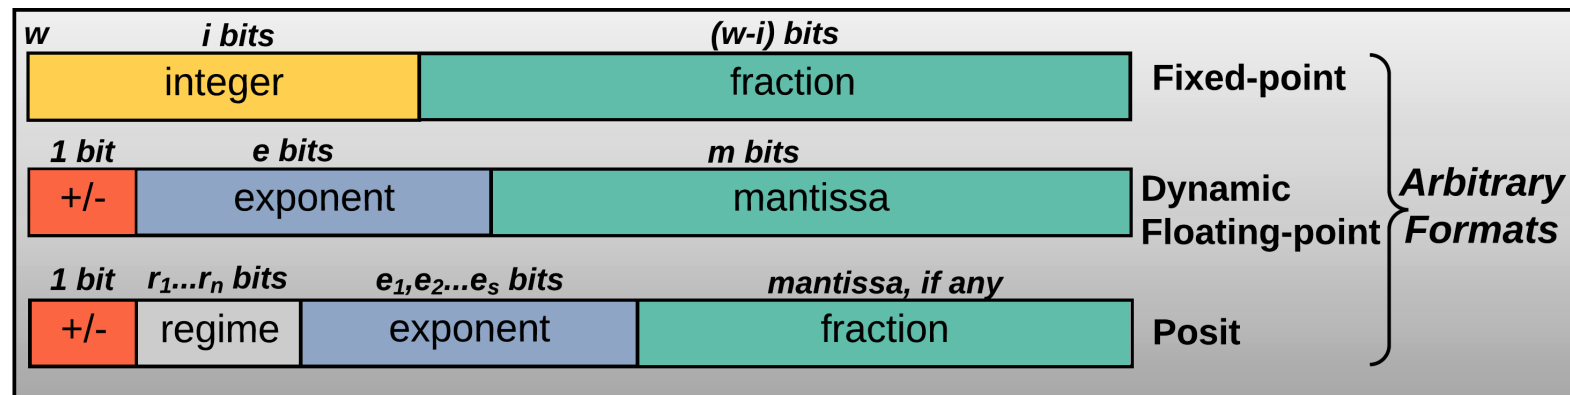 w i bits (w-i) bits
integer fraction Fixed-point
1 bit e bits m bits
+/- exponent mantissa Dynamic
Floating-point
Arbitrary
Formats
1 bit r1...rn bits e1,e2...es bits mantissa, if any
+/- regime exponent fraction Posit